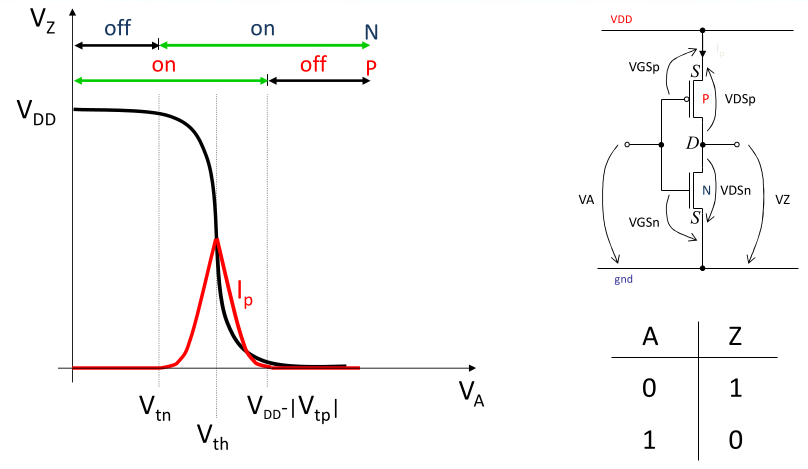 V_Z
off on N
on off P
V_DD
I_p
V_tn V_DD-|V_tp| V_A
V_th
VDD
I_p
VGSp S
P VDSp
D
VA N VDSn VZ
VGSn S
gnd
A Z
0 1
1 0